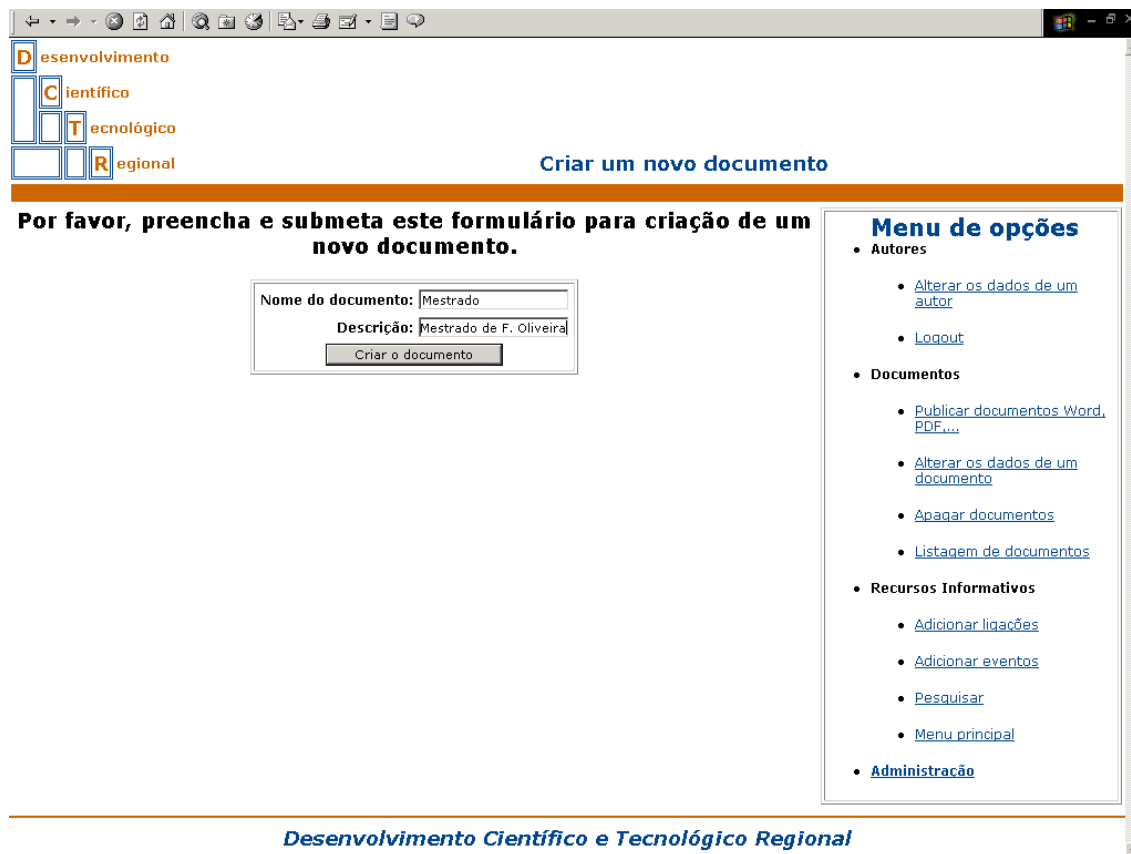 Desenvolvimento
Científico
Tecnológico
Regional
Criar um novo documento
Por favor, preencha e submeta este formulário para criação de um
novo documento.
Nome do documento: Mestrado
Descrição: Mestrado de F. Oliveira
Criar o documento
Menu de opções
Autores
Alterar os dados de um
autor
Logout
Documentos
Publicar documentos Word,
PDF,...
Alterar os dados de um
documento
Apagar documentos
Listagem de documentos
Recursos Informativos
Adicionar ligações
Adicionar eventos
Pesquisar
Menu principal
Administração
Desenvolvimento Científico e Tecnológico Regional